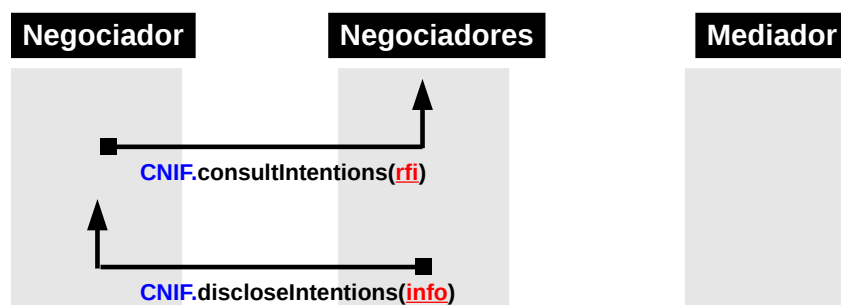 Negociador
Negociadores
Mediador
CNIF.consultIntentions(rfi)
CNIF.discloseIntentions(info)